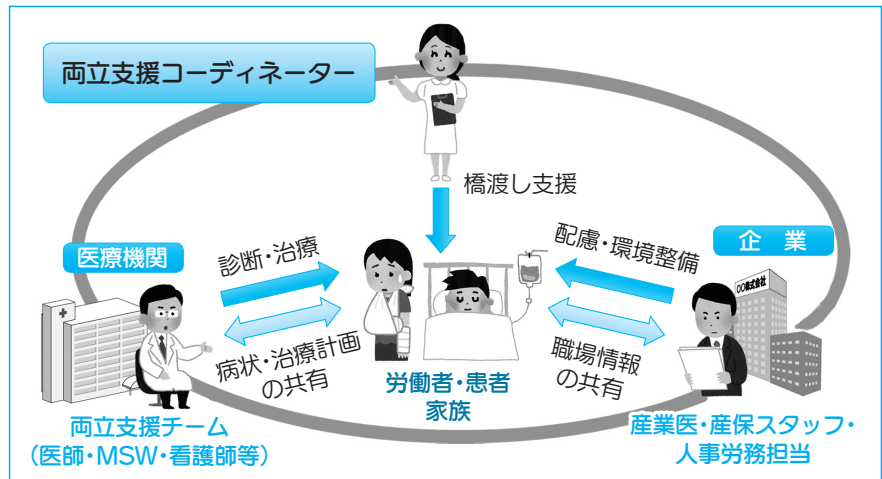 両立支援コーディネーター
橋渡し支援
医療機関
診断・治療
配慮・環境整備
企 業
〇〇株式会社
病状・治療計画
の共有
職場情報
の共有
労働者・患者
家族
両立支援チーム
(医師・MSW・看護師等)
産業医・産保スタッフ・
人事労務担当